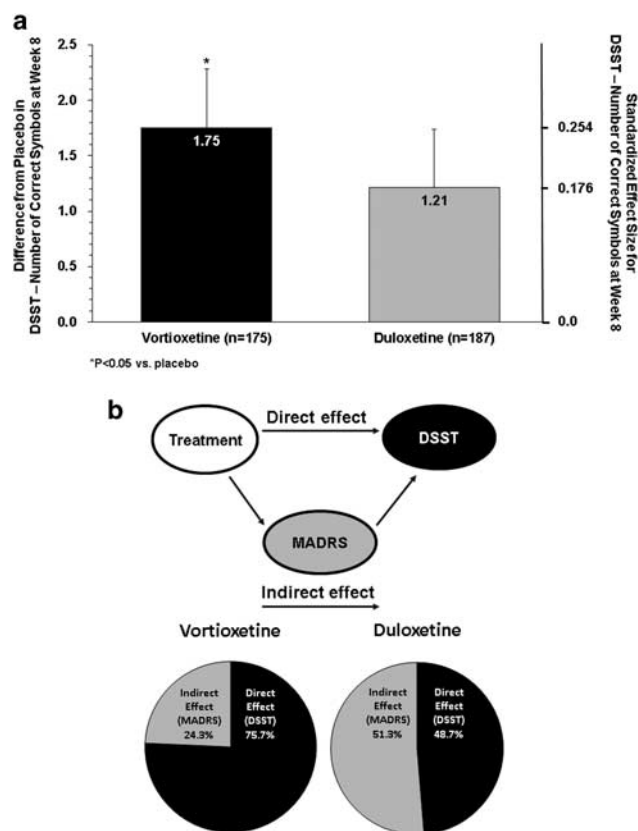 a
Difference from Placebo in
DSST – Number of Correct Symbols at Week 8
2.5
2.0
1.5
1.0
0.5
0.0
*
1.75
1.21
0.254
0.176
0.0
Standardized Effect Size for
DSST – Number of Correct Symbols at Week 8
Vortioxetine (n=175)
Duloxetine (n=187)
*P<0.05 vs. placebo
b
Direct effect
Treatment
DSST
MADRS
Indirect effect
Vortioxetine
Duloxetine
Indirect
Effect
(MADRS)
24.3%
Direct
Effect
(DSST)
75.7%
Indirect
Effect
(MADRS)
51.3%
Direct
Effect
(DSST)
48.7%